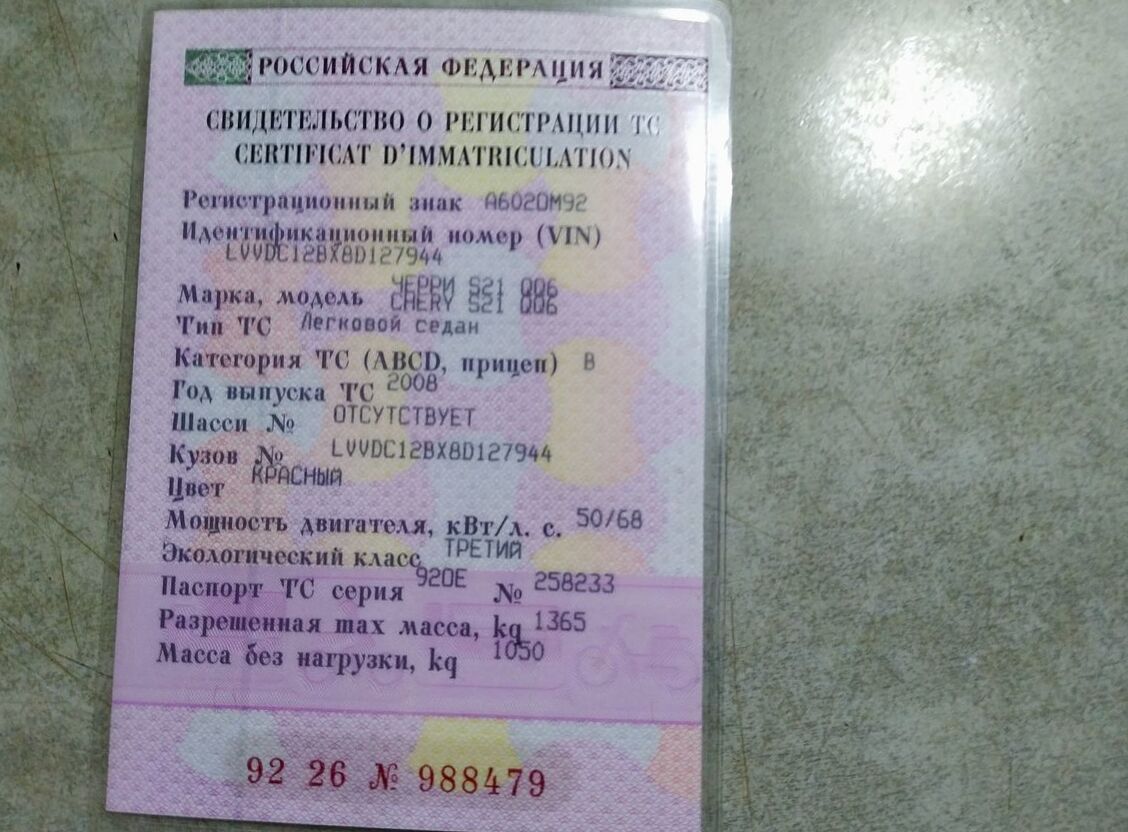 РОССИЙСКАЯ ФЕДЕРАЦИЯ
СВИДЕТЕЛЬСТВО О РЕГИСТРАЦИИ ТС
CERTIFICAT D'IMMATRICULATION
Регистрационный знак А602ОМ92
Идентификационный номер (VIN)
LVVDC12BX8D127944
Марка, модель ЧЕРРИ S21 QQ6
CHERY S21 QQ6
Тип ТС Легковой седан
Категория ТС (ABCD, прицеп) B
Год выпуска ТС 2008
Шасси № ОТСУТСТВУЕТ
Кузов № LVVDC12BX8D127944
Цвет КРАСНЫЙ
Мощность двигателя, кВт/л. с. 50/68
Экологический класс ТРЕТИЙ
Паспорт ТС серия 92ОЕ № 258233
Разрешенная max масса, kg 1365
Масса без нагрузки, kg 1050
92 26 № 988479